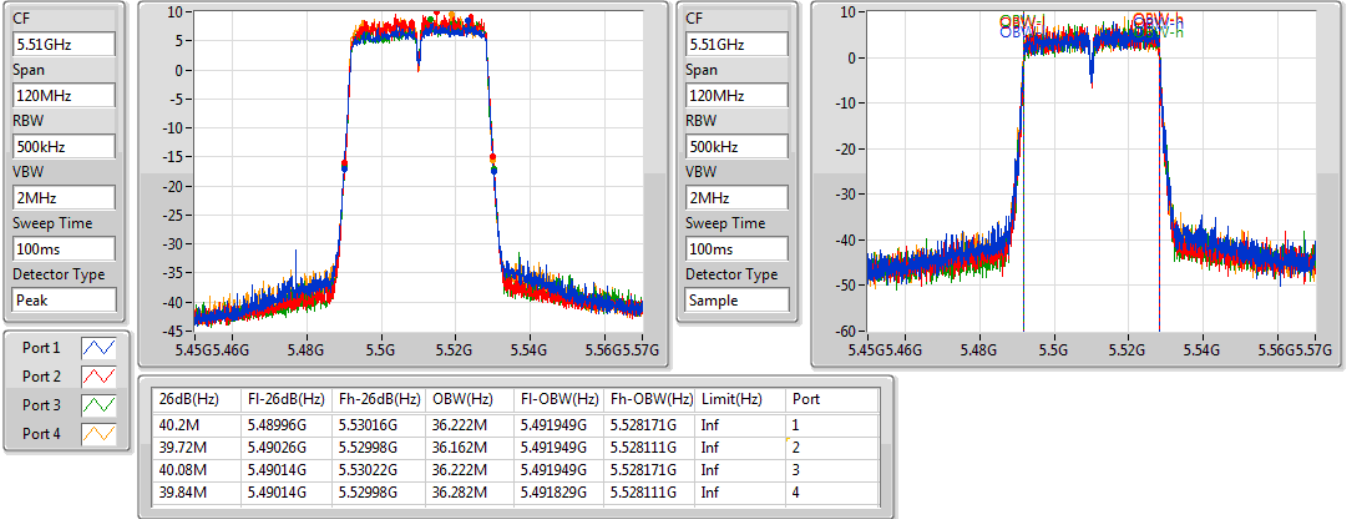 CF
5.51GHz
Span
120MHz
RBW
500kHz
VBW
2MHz
Sweep Time
100ms
Detector Type
Peak
10
5
0
-5
-10
-15
-20
-25
-30
-35
-40
-45
5.45G 5.46G 5.48G 5.5G 5.52G 5.54G 5.56G 5.57G
CF
5.51GHz
Span
120MHz
RBW
500kHz
VBW
2MHz
Sweep Time
100ms
Detector Type
Sample
10
0
-10
-20
-30
-40
-50
-60
OBW-l OBW-h
5.45G 5.46G 5.48G 5.5G 5.52G 5.54G 5.56G 5.57G
Port 1
Port 2
Port 3
Port 4
26dB(Hz) Fl-26dB(Hz) Fh-26dB(Hz) OBW(Hz) Fl-OBW(Hz) Fh-OBW(Hz) Limit(Hz) Port
40.2M 5.48996G 5.53016G 36.222M 5.491949G 5.528171G Inf 1
39.72M 5.49026G 5.52998G 36.162M 5.491949G 5.528111G Inf 2
40.08M 5.49014G 5.53022G 36.222M 5.491949G 5.528171G Inf 3
39.84M 5.49014G 5.52998G 36.282M 5.491829G 5.528111G Inf 4